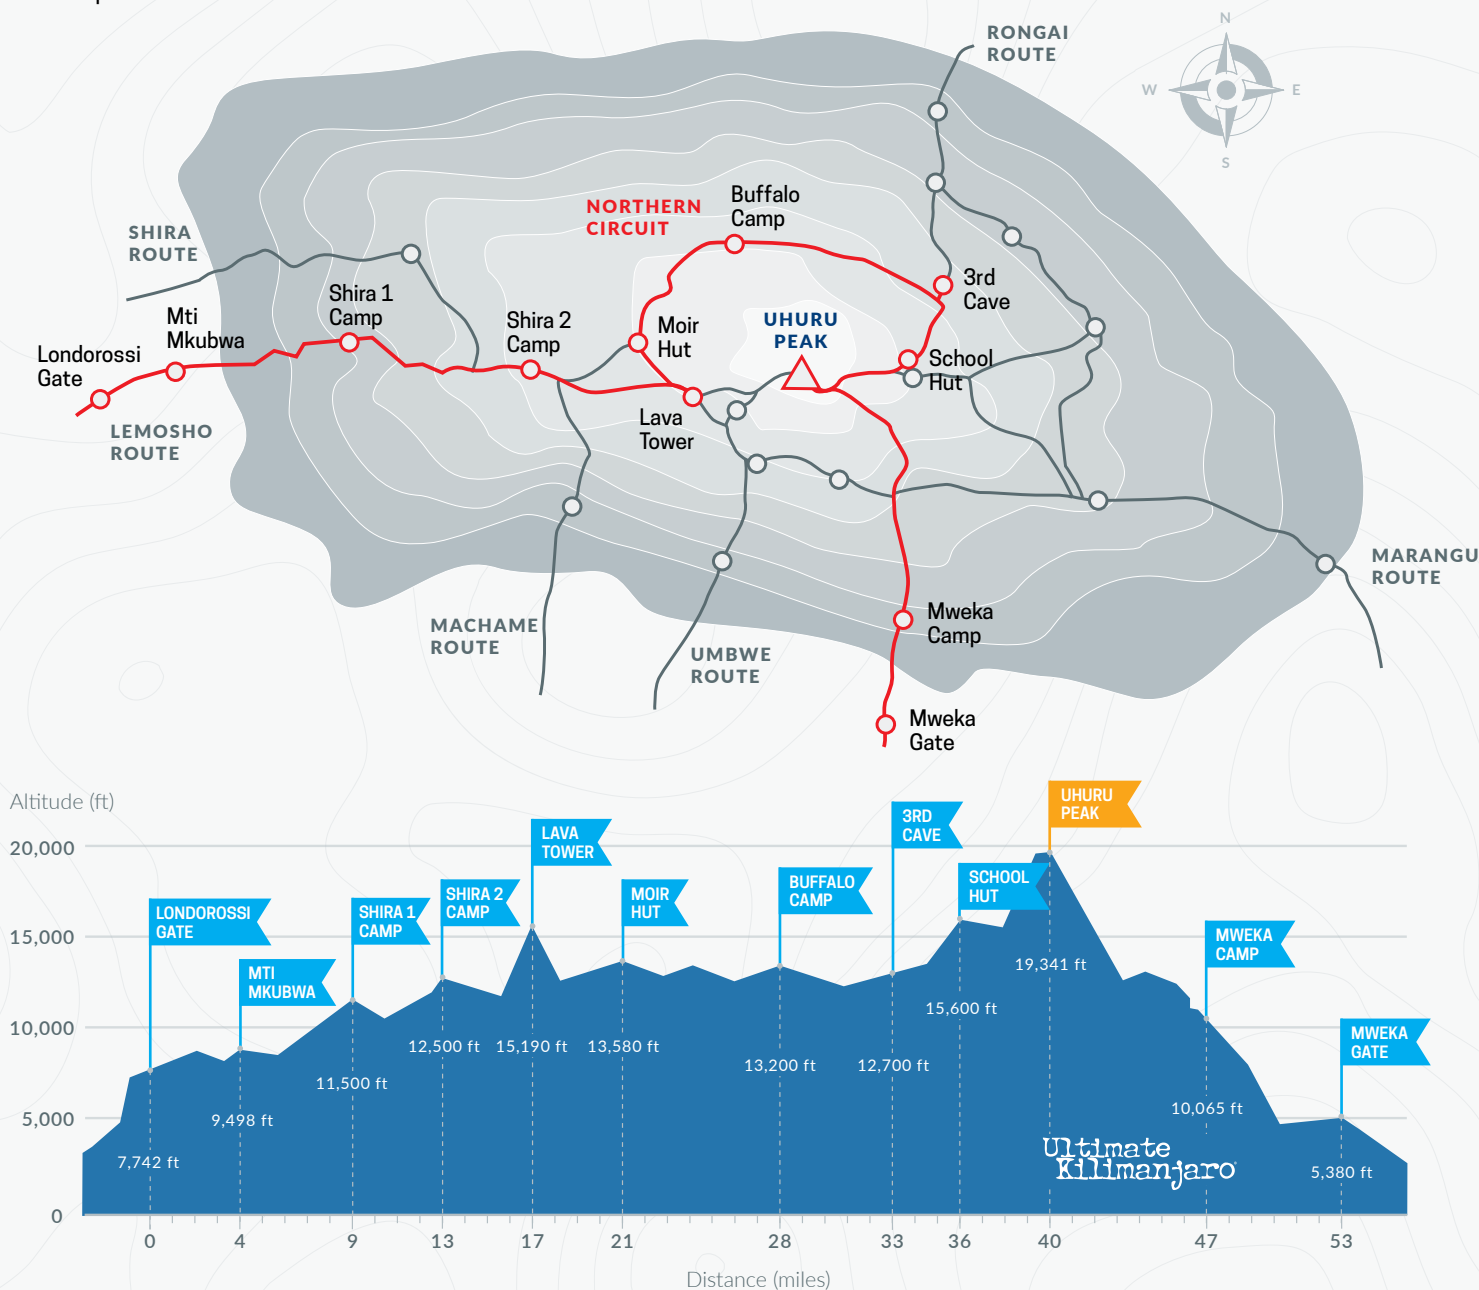 RONGAI
ROUTE
N
W
E
S
SHIRA
ROUTE
NORTHERN
CIRCUIT
Buffalo
Camp
3rd
Cave
Shira 1
Camp
Mti
Mkubwa
Shira 2
Camp
Moir
Hut
UHURU
PEAK
Londorossi
Gate
School
Hut
LEMOSHO
ROUTE
Lava
Tower
MARANGU
ROUTE
MACHAME
ROUTE
UMBWE
ROUTE
Mweka
Camp
Mweka
Gate
Altitude (ft)
20,000
15,000
10,000
5,000
0
LONDOROSSI
GATE
MTI
MKUBWA
SHIRA 1
CAMP
SHIRA 2
CAMP
LAVA
TOWER
MOIR
HUT
BUFFALO
CAMP
3RD
CAVE
SCHOOL
HUT
UHURU
PEAK
MWEKA
CAMP
MWEKA
GATE
7,742 ft
9,498 ft
11,500 ft
12,500 ft
15,190 ft
13,580 ft
13,200 ft
12,700 ft
15,600 ft
19,341 ft
10,065 ft
5,380 ft
Ultimate
Kilimanjaro
0 4 9 13 17 21 28 33 36 40 47 53
Distance (miles)